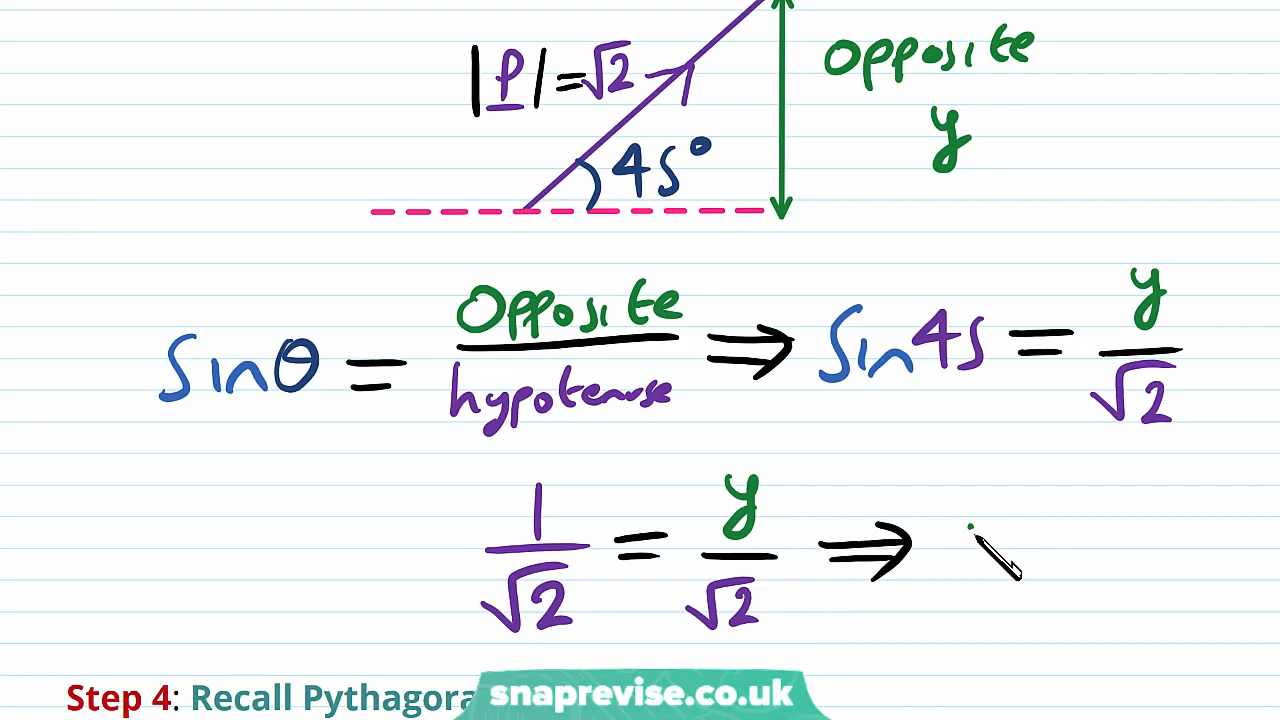 Opposite
|p| = √2
y
45°
sinθ = Opposite / hypotenuse ⇒ sin45 = y / √2
1 / √2 = y / √2 ⇒
Step 4: Recall Pythagora
snaprevise.co.uk